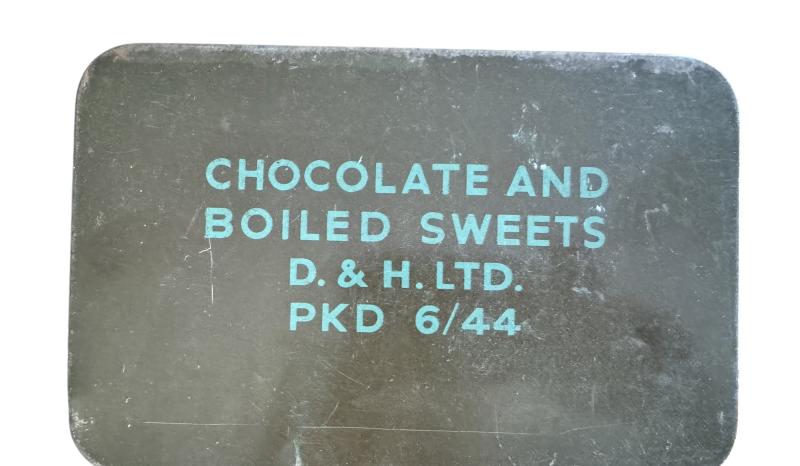 CHOCOLATE AND
BOILED SWEETS
D. & H. LTD.
PKD 6/44